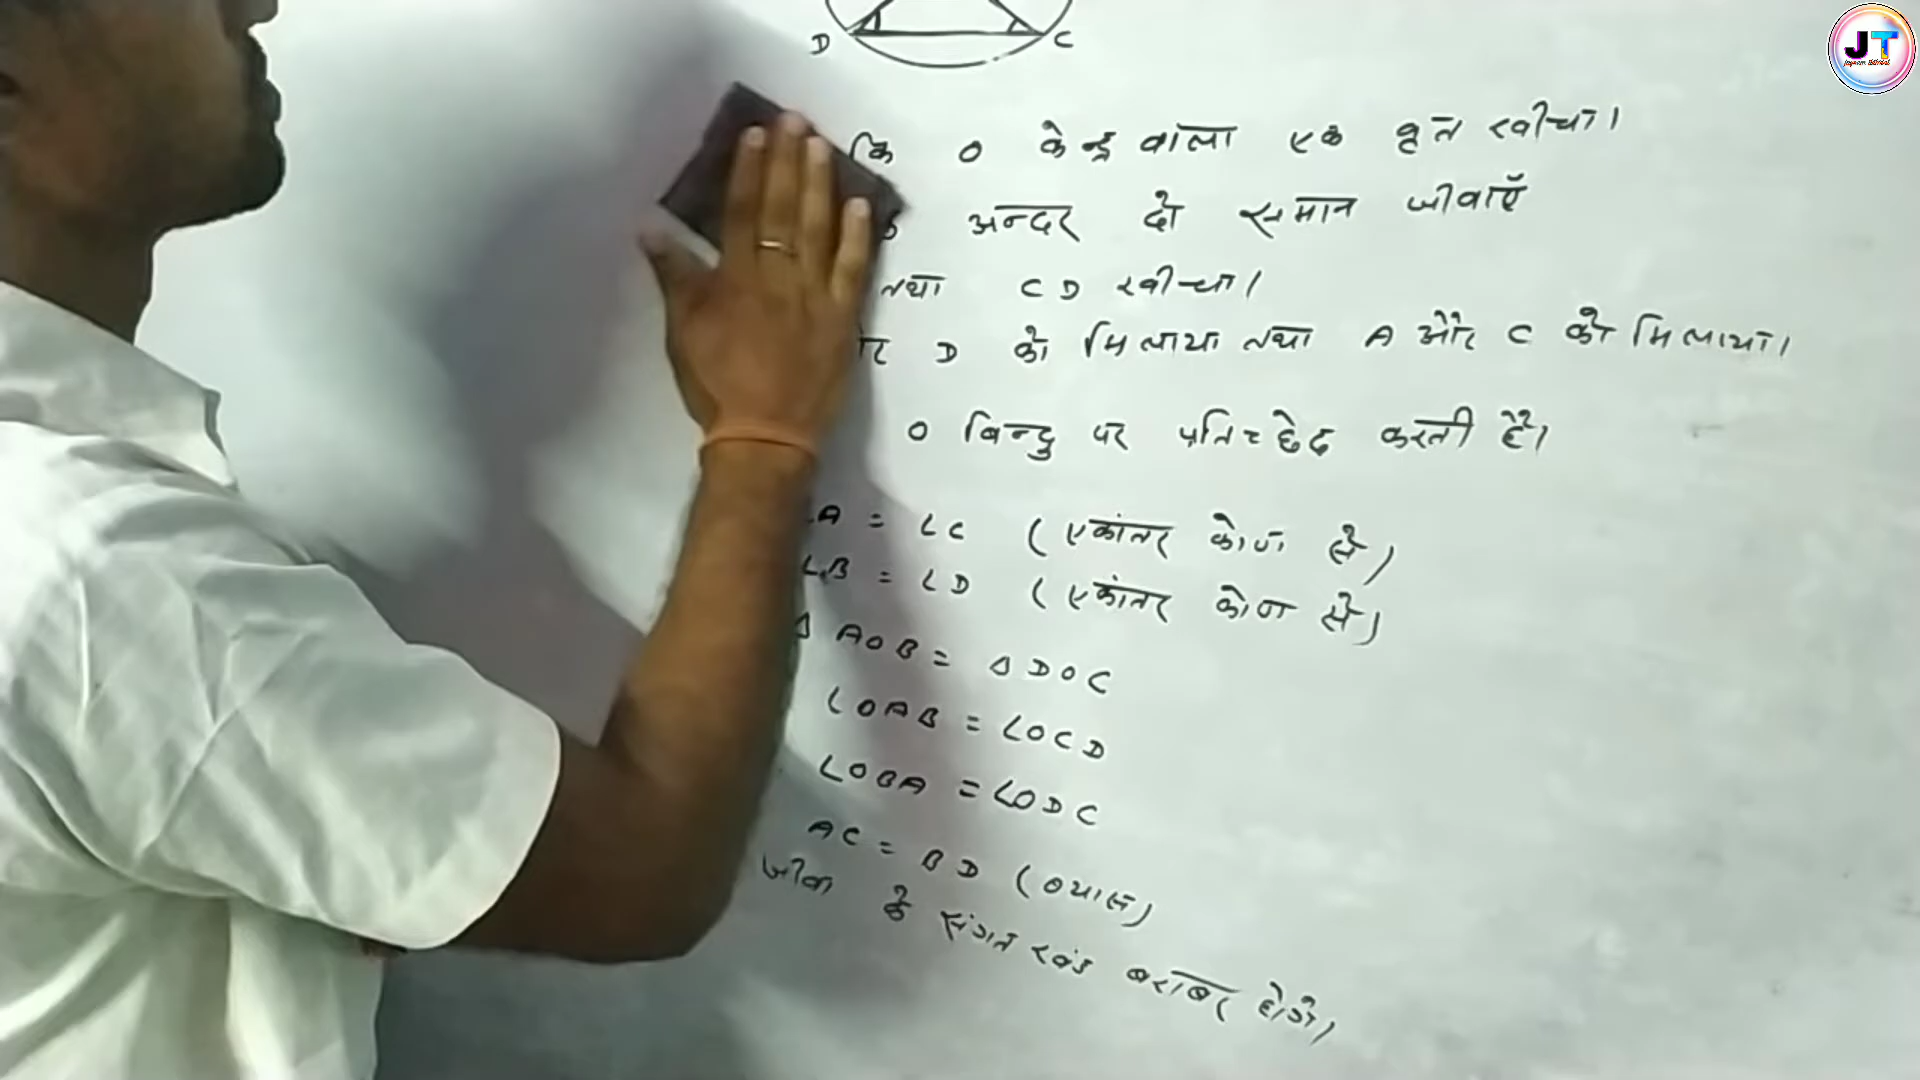 D C
JT
कि O केन्द्र वाला एक वृत खींचा।
के अन्दर दो समान जीवाएँ
तथा CD खींचा।
D को मिलाया तथा A और C को मिलाया।
O बिन्दु पर प्रतिच्छेद करती है।
∠A = ∠C (एकांतर कोण से)
∠B = ∠D (एकांतर कोण से)
Δ AOB = Δ DOC
∠OAB = ∠OCD
∠OBA = ∠ODC
AC = BD (व्यास)
जीवा के संगत खंड बराबर होंगे।